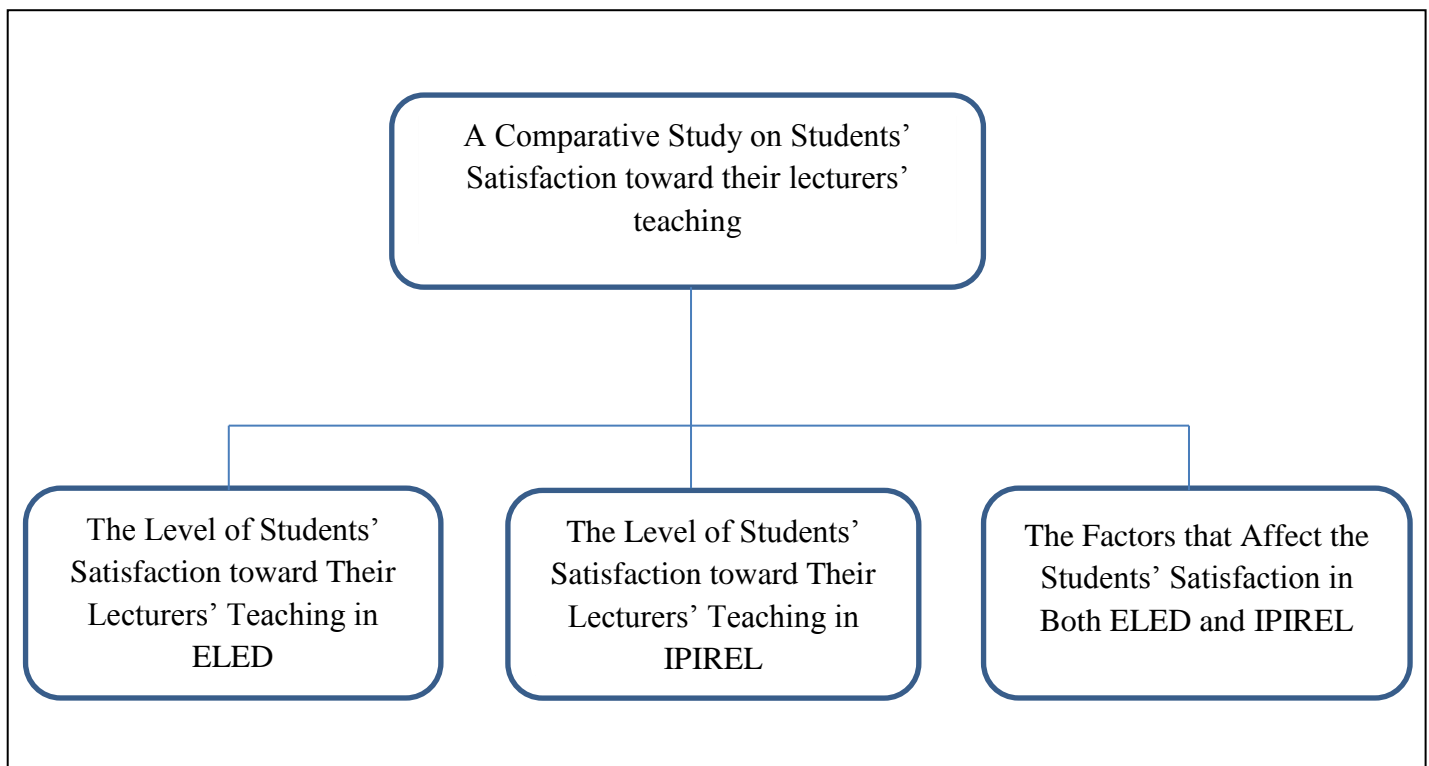 A Comparative Study on Students’
Satisfaction toward their lecturers’
teaching
The Level of Students’
Satisfaction toward Their
Lecturers’ Teaching in
ELED
The Level of Students’
Satisfaction toward Their
Lecturers’ Teaching in
IPIREL
The Factors that Affect the
Students’ Satisfaction in
Both ELED and IPIREL